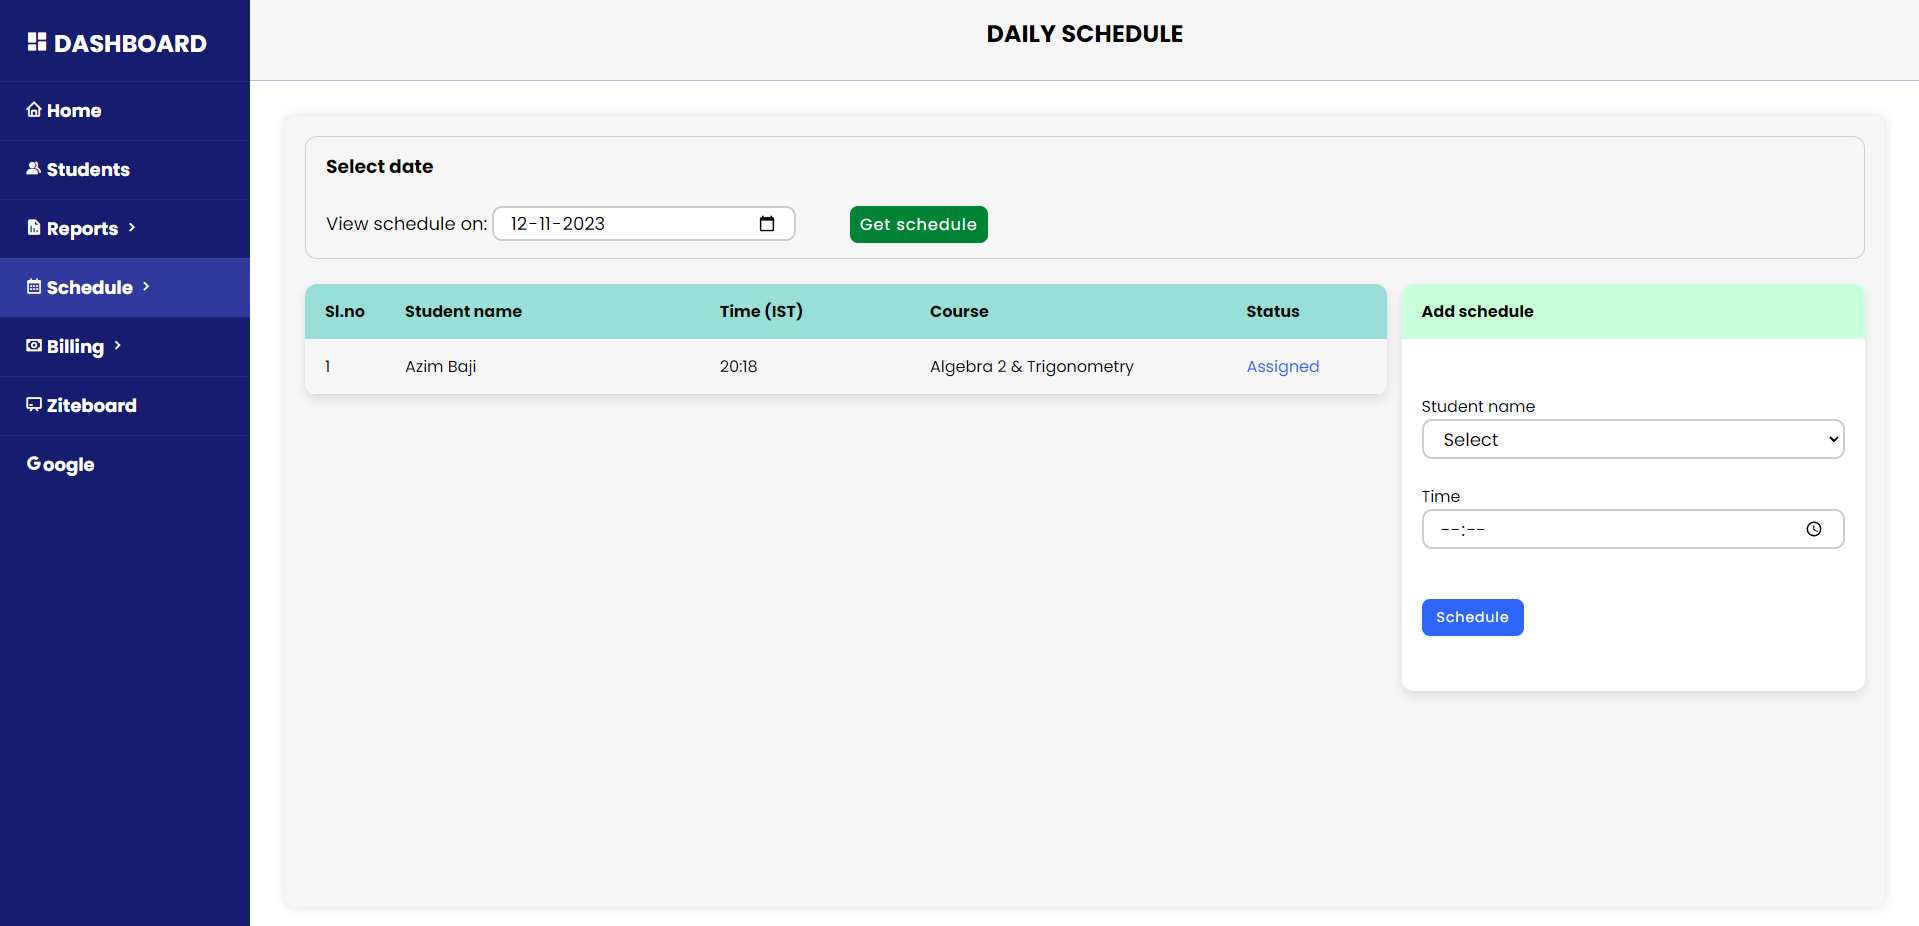 DASHBOARD
Home
Students
Reports
Schedule
Billing
Ziteboard
Google
DAILY SCHEDULE
Select date
View schedule on: 12-11-2023 Get schedule
Sl.no Student name Time (IST) Course Status
1 Azim Baji 20:18 Algebra 2 & Trigonometry Assigned
Add schedule
Student name
Select
Time
--:--
Schedule